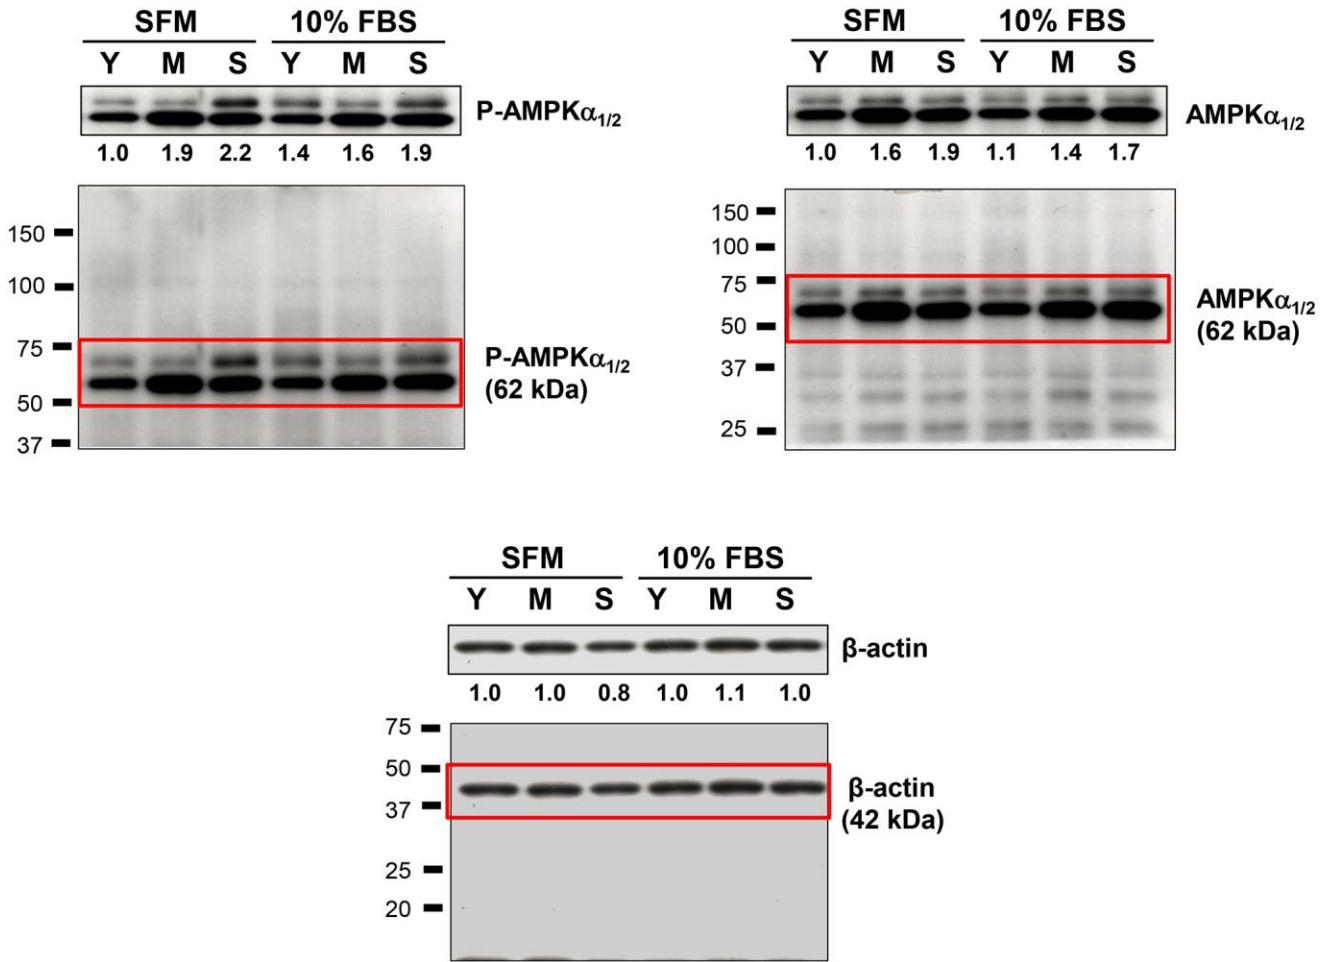 SFM 10% FBS
Y M S Y M S
P-AMPKα1/2
1.0 1.9 2.2 1.4 1.6 1.9
150
100
75
50
37
P-AMPKα1/2
(62 kDa)
SFM 10% FBS
Y M S Y M S
AMPKα1/2
1.0 1.6 1.9 1.1 1.4 1.7
150
100
75
50
37
25
AMPKα1/2
(62 kDa)
SFM 10% FBS
Y M S Y M S
β-actin
1.0 1.0 0.8 1.0 1.1 1.0
75
50
37
25
20
β-actin
(42 kDa)